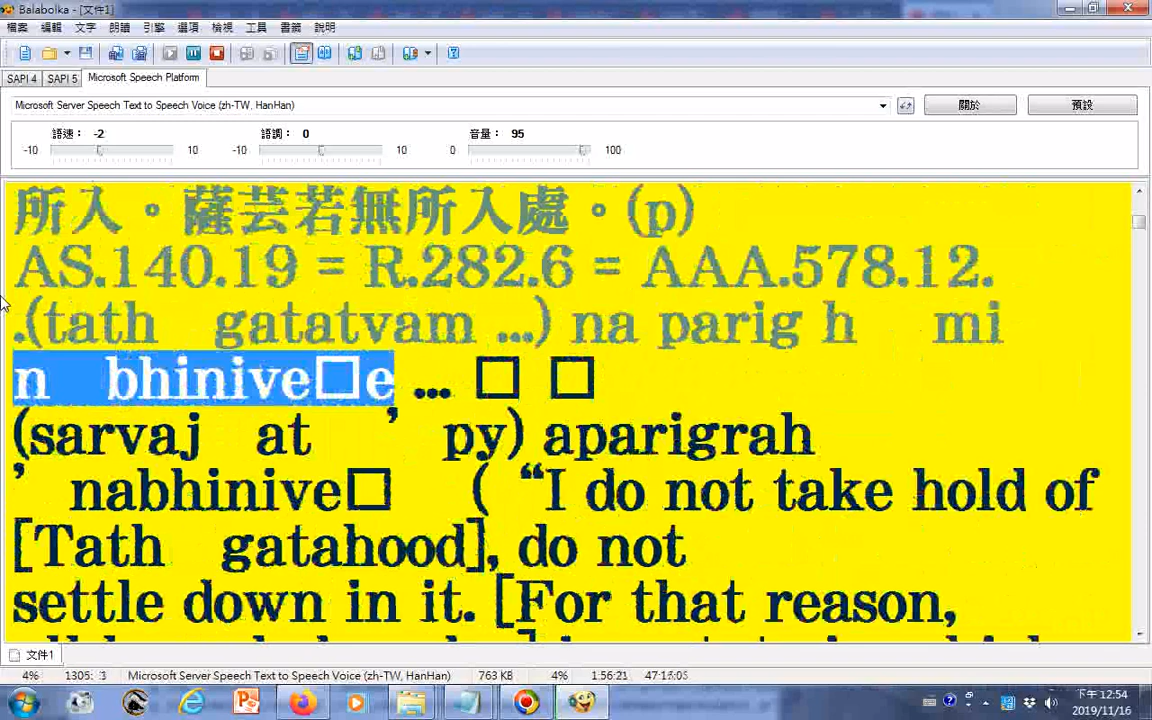 Balabolka - [文件1]
檔案 編輯 文字 朗讀 引擎 選項 檢視 工具 書籤 說明
SAPI 4 SAPI 5 Microsoft Speech Platform
Microsoft Server Speech Text to Speech Voice (zh-TW, HanHan) 關於 預設
語速： -2 語調： 0 音量： 95
-10 10 -10 10 0 100
所入。薩芸若無所入處。(p)
AS.140.19 = R.282.6 = AAA.578.12.
.(tath gatatvam ...) na parig h mi
n bhinive□e ... □ □
(sarvaj at ’ py) aparigrah
’ nabhinive□ ( “I do not take hold of
[Tath gatahood], do not
settle down in it. [For that reason,
文件1
4% Microsoft Server Speech Text to Speech Voice (zh-TW, HanHan) 763 KB 4% 1:56:21
下午 12:54
2019/11/16